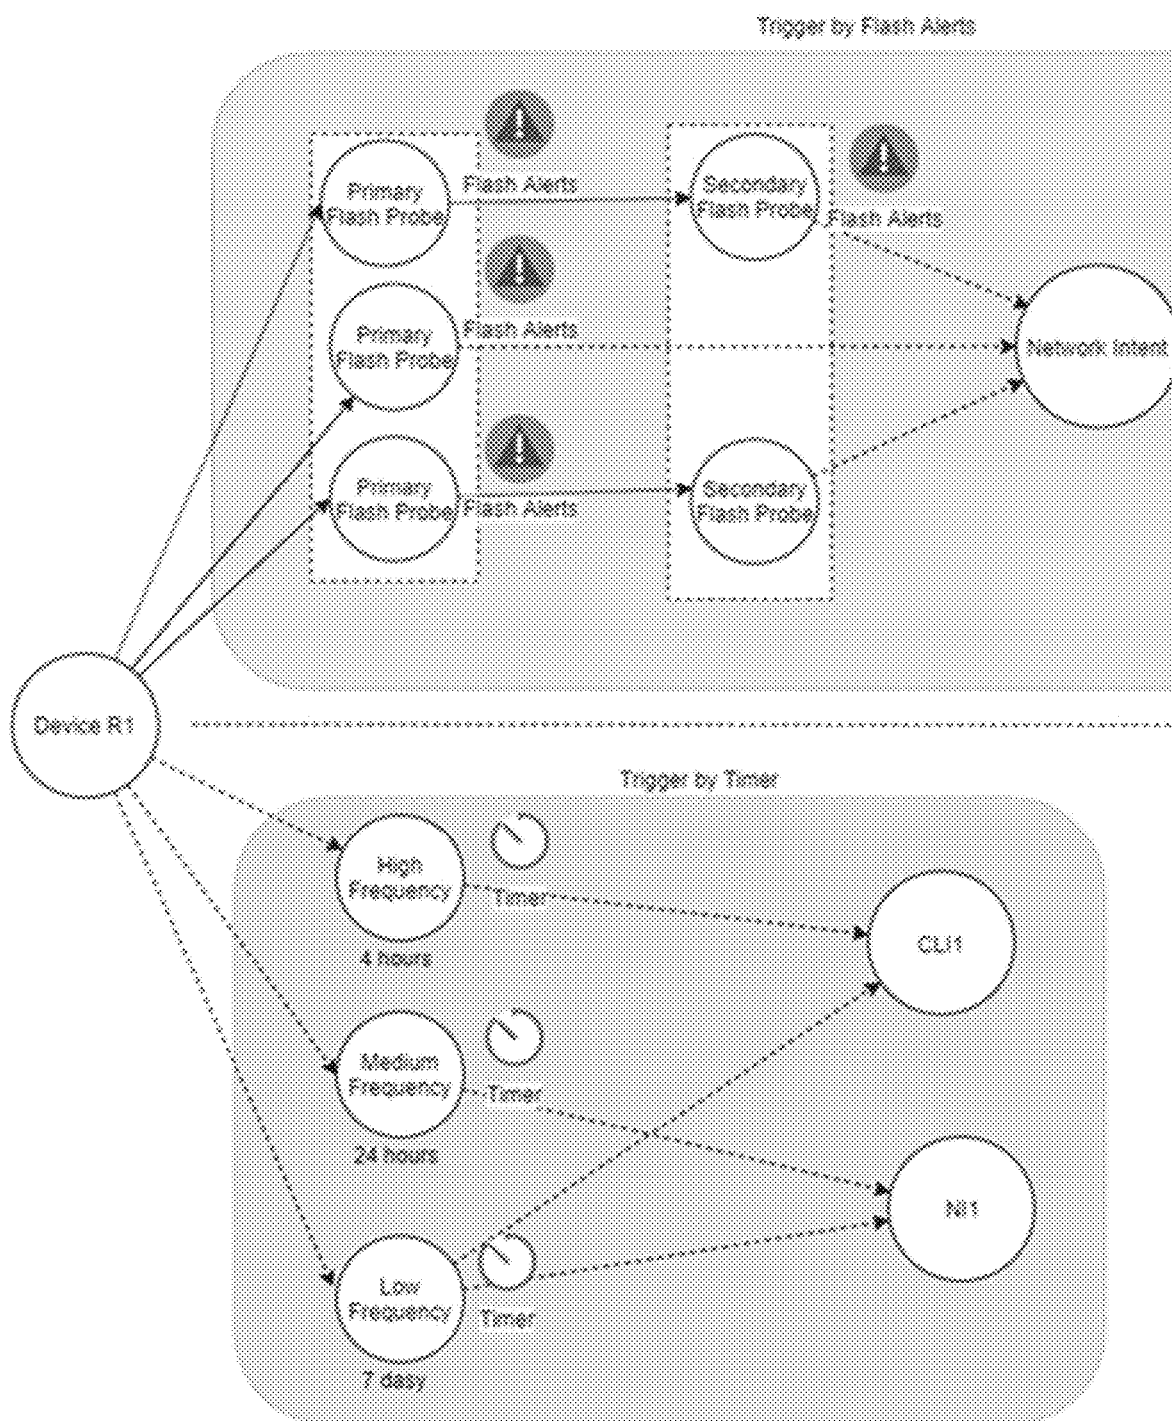 Trigger by Flash Alerts
Primary
Flash Probe
Flash Alerts
Secondary
Flash Probe
Flash Alerts
Primary
Flash Probe
Flash Alerts
Network Intent
Primary
Flash Probe
Flash Alerts
Secondary
Flash Probe
Device R1
Trigger by Timer
High
Frequency
Timer
4 hours
CLI1
Medium
Frequency
Timer
24 hours
NI1
Low
Frequency
Timer
7 dasy